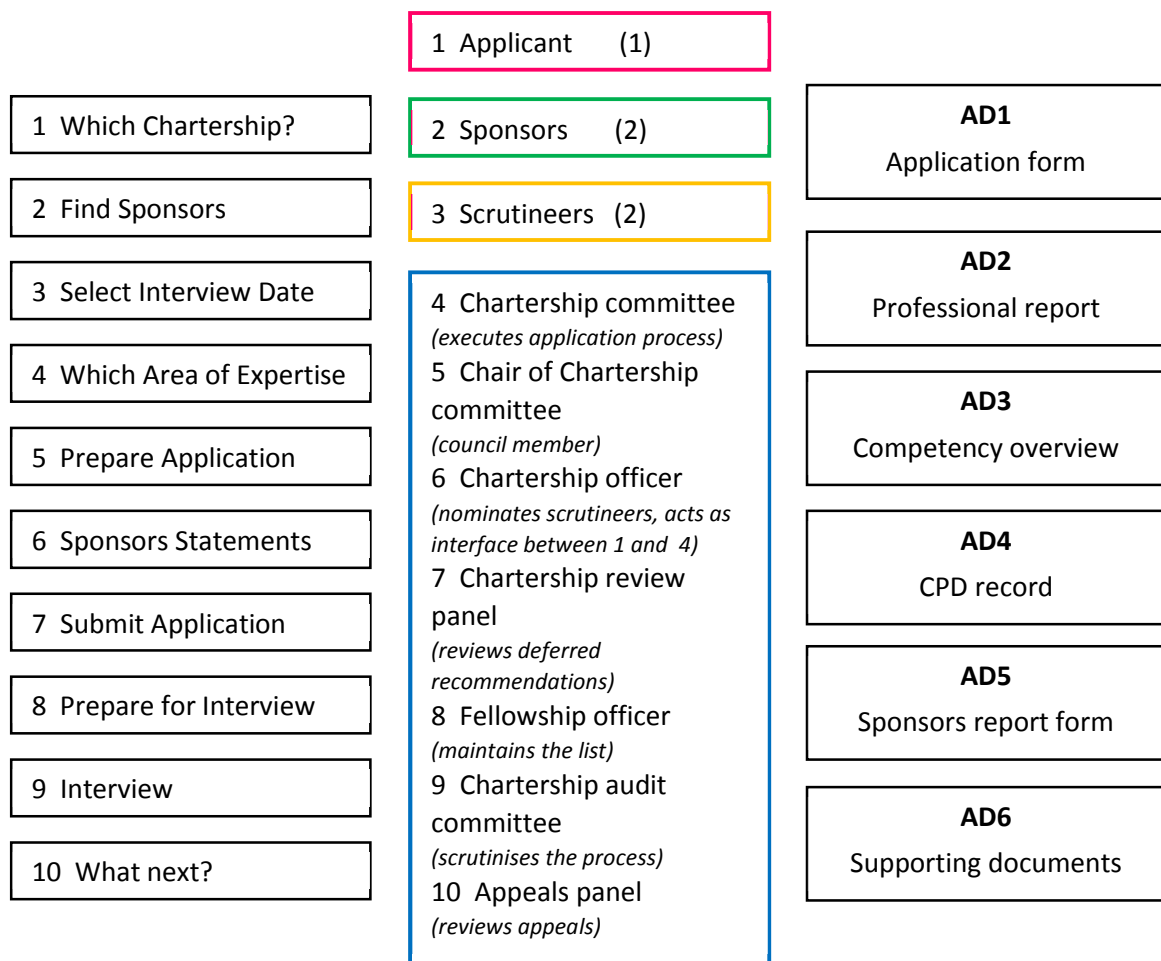 1 Which Chartership?
2 Find Sponsors
3 Select Interview Date
4 Which Area of Expertise
5 Prepare Application
6 Sponsors Statements
7 Submit Application
8 Prepare for Interview
9 Interview
10 What next?
1 Applicant (1)
2 Sponsors (2)
3 Scrutineers (2)
4 Chartership committee
(executes application process)
5 Chair of Chartership
committee
(council member)
6 Chartership officer
(nominates scrutineers, acts as
interface between 1 and 4)
7 Chartership review
panel
(reviews deferred
recommendations)
8 Fellowship officer
(maintains the list)
9 Chartership audit
committee
(scrutinises the process)
10 Appeals panel
(reviews appeals)
AD1
Application form
AD2
Professional report
AD3
Competency overview
AD4
CPD record
AD5
Sponsors report form
AD6
Supporting documents